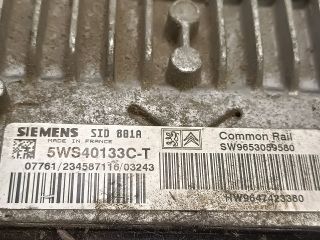 SIEMENS SID 801A
MADE IN FRANCE
5WS40133C-T
07761/234587116/03243
Common Rail
SW9653059580
HW9647423380